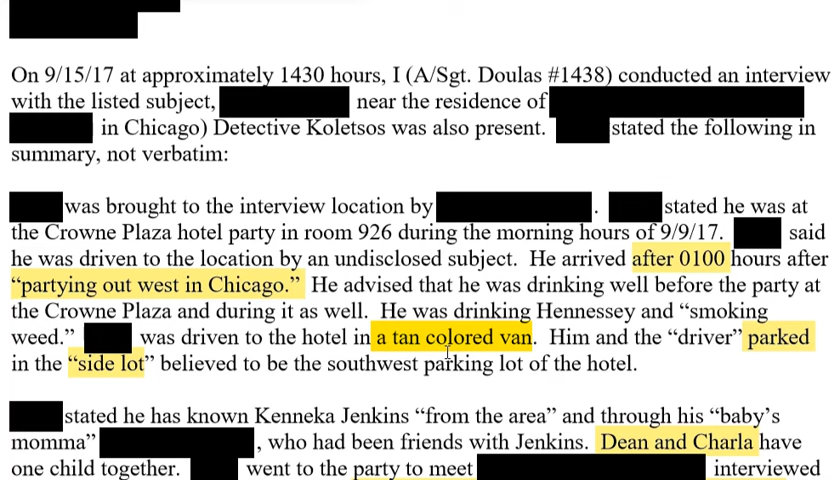 On 9/15/17 at approximately 1430 hours, I (A/Sgt. Doulas #1438) conducted an interview
with the listed subject, near the residence of
in Chicago) Detective Koletsos was also present. stated the following in
summary, not verbatim:
was brought to the interview location by . stated he was at
the Crowne Plaza hotel party in room 926 during the morning hours of 9/9/17. said
he was driven to the location by an undisclosed subject. He arrived after 0100 hours after
“partying out west in Chicago.” He advised that he was drinking well before the party at
the Crowne Plaza and during it as well. He was drinking Hennessey and “smoking
weed.” was driven to the hotel in a tan colored van. Him and the “driver” parked
in the “side lot” believed to be the southwest parking lot of the hotel.
stated he has known Kenneka Jenkins “from the area” and through his “baby’s
momma” , who had been friends with Jenkins. Dean and Charla have
one child together. went to the party to meet interviewed